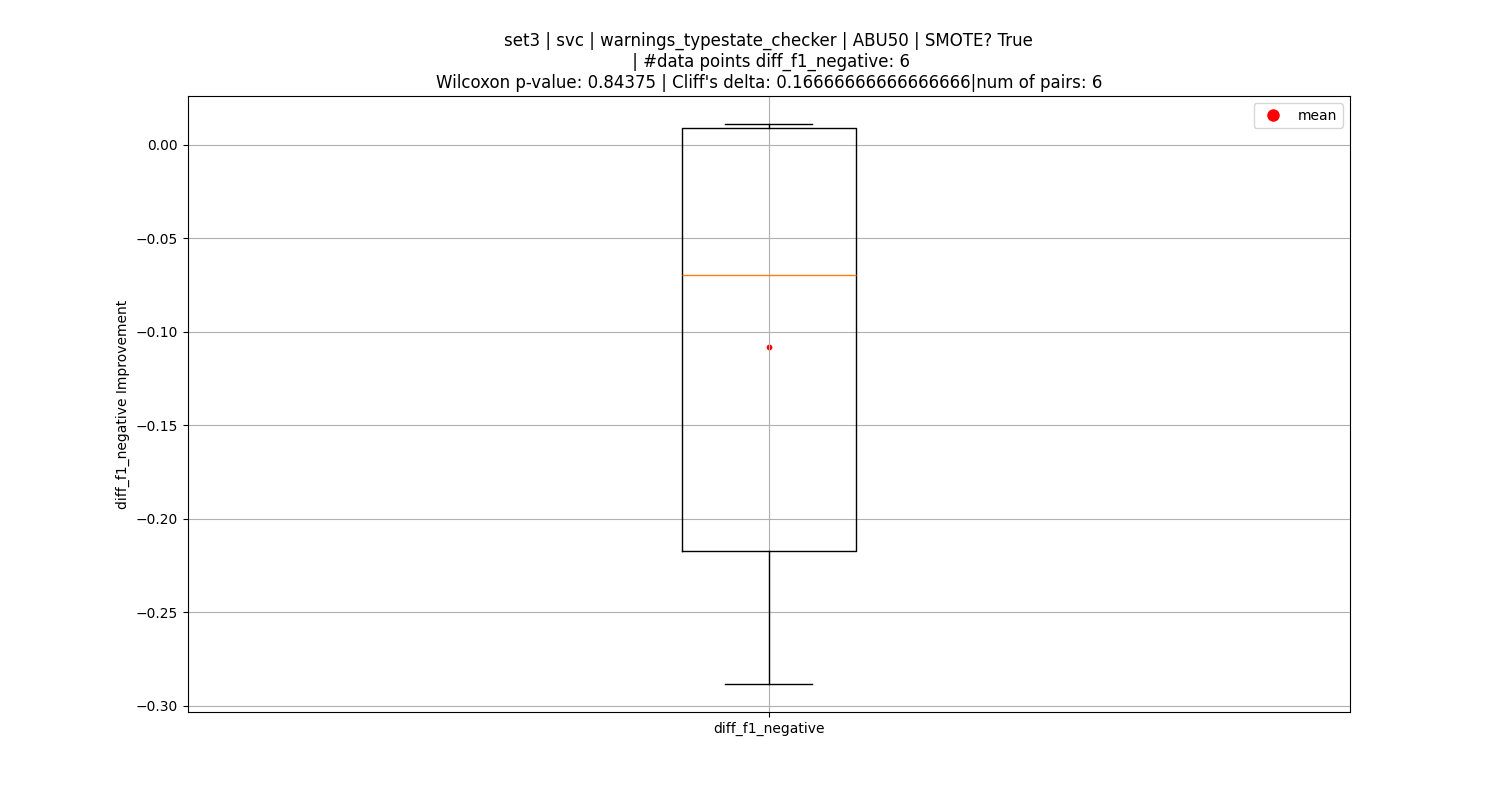 set3 | svc | warnings_typestate_checker | ABU50 | SMOTE? True
| #data points diff_f1_negative: 6
Wilcoxon p-value: 0.84375 | Cliff's delta: 0.16666666666666666|num of pairs: 6
mean
0.00
−0.05
−0.10
−0.15
−0.20
−0.25
−0.30
diff_f1_negative Improvement
diff_f1_negative